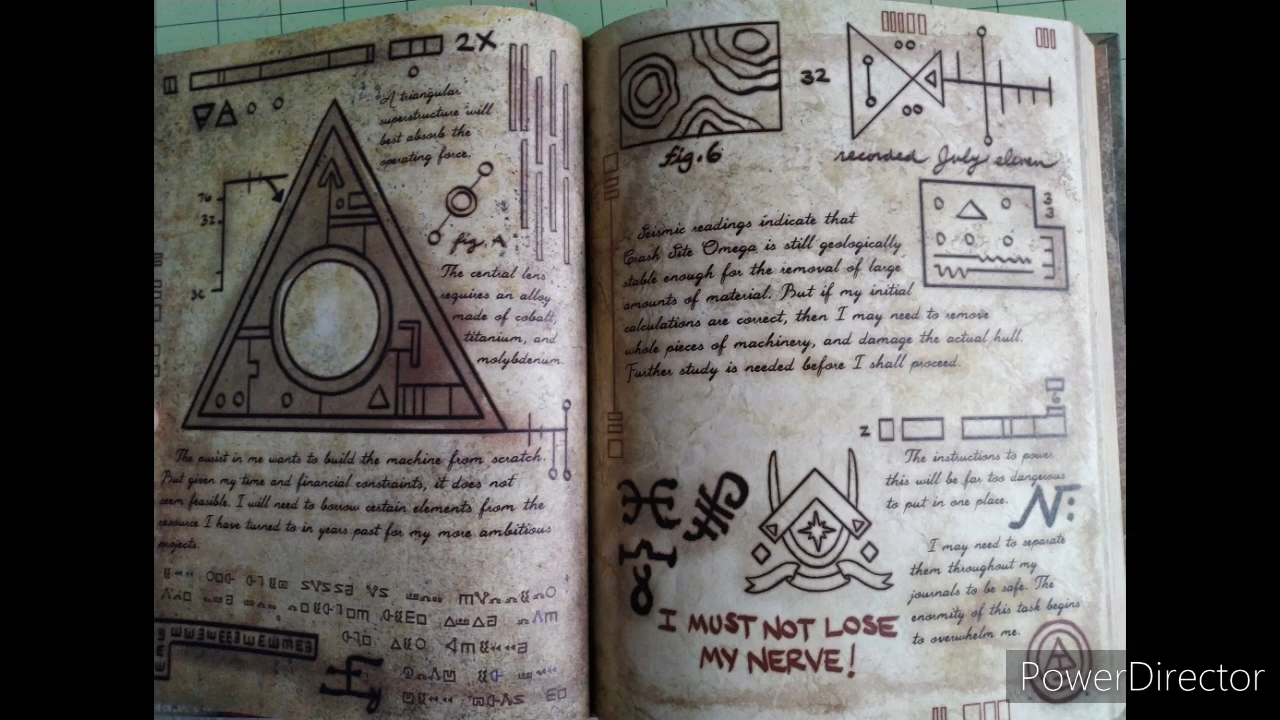 2X
A triangular
superstructure will
best absorb the
operating force.
32
fig. A
The central lens
requires an alloy
made of cobalt,
titanium, and
molybdenum.
The purist in me wants to build the machine from scratch.
But given my time and financial constraints, it does not
seem feasible. I will need to borrow certain elements from the
resource I have turned to in years past for my more ambitious
projects.
32
fig. 6
recorded July eleven
3
3
Seismic readings indicate that
Crash Site Omega is still geologically
stable enough for the removal of large
amounts of material. But if my initial
calculations are correct, then I may need to remove
whole pieces of machinery, and damage the actual hull.
Further study is needed before I shall proceed.
Z
The instructions to power
this will be far too dangerous
to put in one place.
N:
I may need to separate
them throughout my
journals to be safe. The
enormity of this task begins
to overwhelm me.
I MUST NOT LOSE
MY NERVE!
PowerDirector